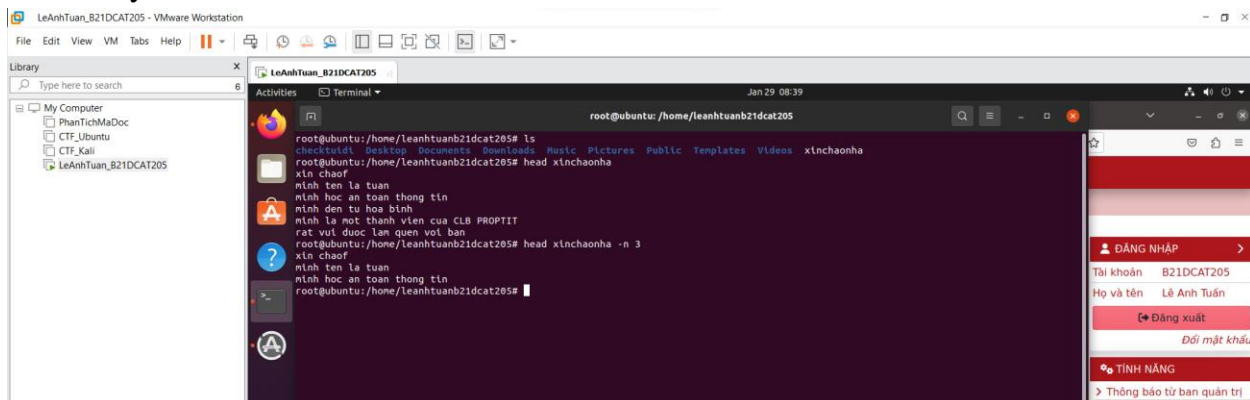 LeAnhTuan_B21DCAT205 - VMware Workstation
File Edit View VM Tabs Help
Library
Type here to search
My Computer
PhanTichMaDoc
CTF_Ubuntu
CTF_Kali
LeAnhTuan_B21DCAT205
LeAnhTuan_B21DCAT205
Activities Terminal Jan 29 08:39
root@ubuntu: /home/leanhtuanb21dcat205
root@ubuntu:/home/leanhtuanb21dcat205# ls
checktuidi Desktop Documents Downloads Music Pictures Public Templates Videos xinchaonha
root@ubuntu:/home/leanhtuanb21dcat205# head xinchaonha
xin chaof
minh ten la tuan
minh hoc an toan thong tin
minh den tu hoa binh
minh la mot thanh vien cua CLB PROPTIT
rat vui duoc lam quen voi ban
root@ubuntu:/home/leanhtuanb21dcat205# head xinchaonha -n 3
xin chaof
minh ten la tuan
minh hoc an toan thong tin
root@ubuntu:/home/leanhtuanb21dcat205#
ĐĂNG NHẬP
Tài khoản B21DCAT205
Họ và tên Lê Anh Tuấn
Đăng xuất
Đổi mật khẩu
TÍNH NĂNG
Thông báo từ ban quản trị